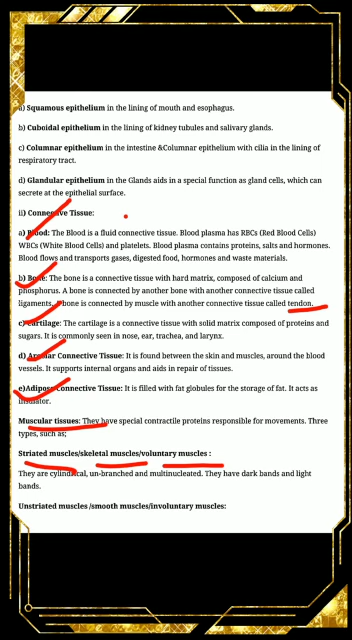 a) Squamous epithelium in the lining of mouth and esophagus.
b) Cuboidal epithelium in the lining of kidney tubules and salivary glands.
c) Columnar epithelium in the intestine &Columnar epithelium with cilia in the lining of
respiratory tract.
d) Glandular epithelium in the Glands aids in a special function as gland cells, which can
secrete at the epithelial surface.
ii) Connective Tissue:
a) Blood: The Blood is a fluid connective tissue. Blood plasma has RBCs (Red Blood Cells)
WBCs (White Blood Cells) and platelets. Blood plasma contains proteins, salts and hormones.
Blood flows and transports gases, digested food, hormones and waste materials.
b) Bone: The bone is a connective tissue with hard matrix, composed of calcium and
phosphorus. A bone is connected by another bone with another connective tissue called
ligaments. A bone is connected by muscle with another connective tissue called tendon.
c) Cartilage: The cartilage is a connective tissue with solid matrix composed of proteins and
sugars. It is commonly seen in nose, ear, trachea, and larynx.
d) Areolar Connective Tissue: It is found between the skin and muscles, around the blood
vessels. It supports internal organs and aids in repair of tissues.
e)Adipose Connective Tissue: It is filled with fat globules for the storage of fat. It acts as
insulator.
Muscular tissues: They have special contractile proteins responsible for movements. Three
types, such as;
Striated muscles/skeletal muscles/voluntary muscles :
They are cylindrical, un-branched and multinucleated. They have dark bands and light
bands.
Unstriated muscles /smooth muscles/involuntary muscles: